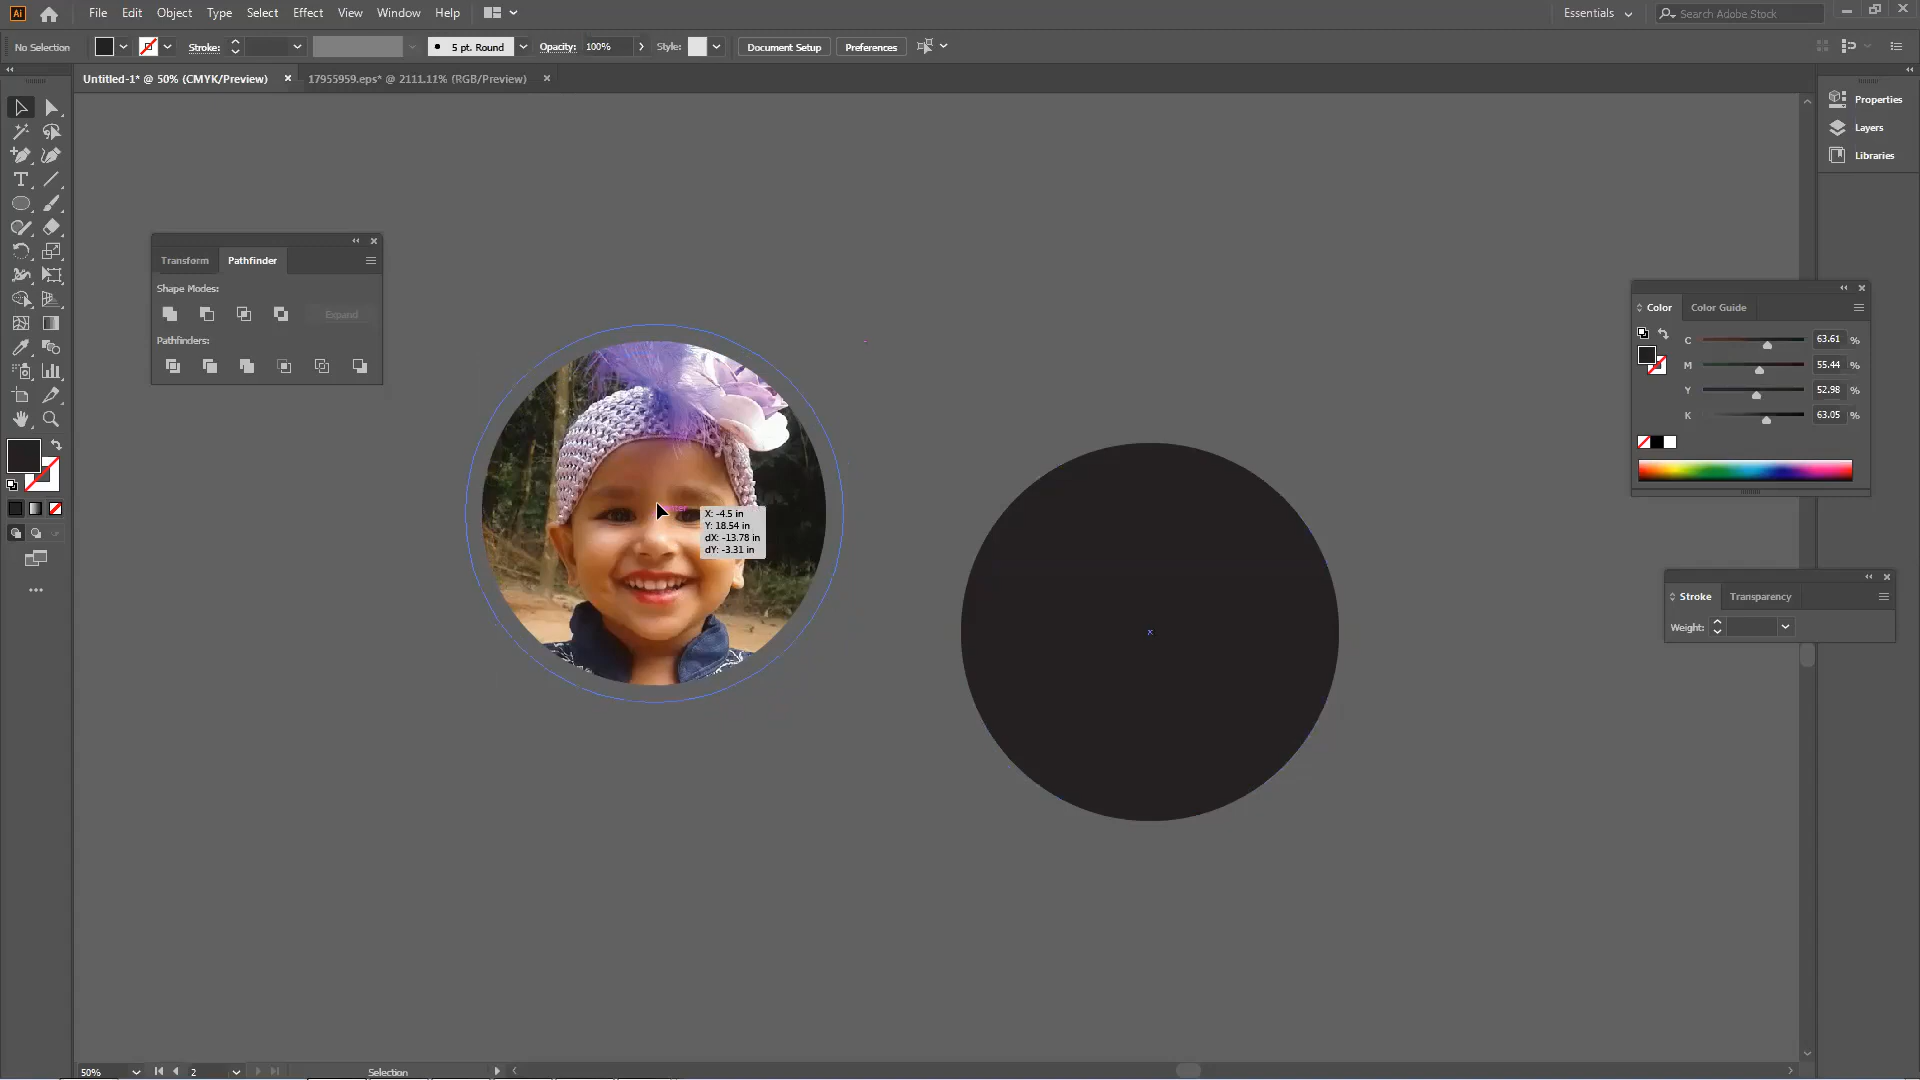 Ai File Edit Object Type Select Effect View Window Help Essentials Search Adobe Stock
No Selection Stroke: 5 pt. Round Opacity: 100% Style: Document Setup Preferences
Untitled-1* @ 50% (CMYK/Preview) × 17955959.eps* @ 2111.11% (RGB/Preview) ×
Properties
Layers
Libraries
Transform Pathfinder
Shape Modes:
Expand
Pathfinders:
Color Color Guide
C 63.61 %
M 55.44 %
Y 52.98 %
K 63.05 %
X: -4.5 in
Y: 18.54 in
dX: -13.78 in
dY: -3.31 in
Stroke Transparency
Weight:
50% 2 Selection